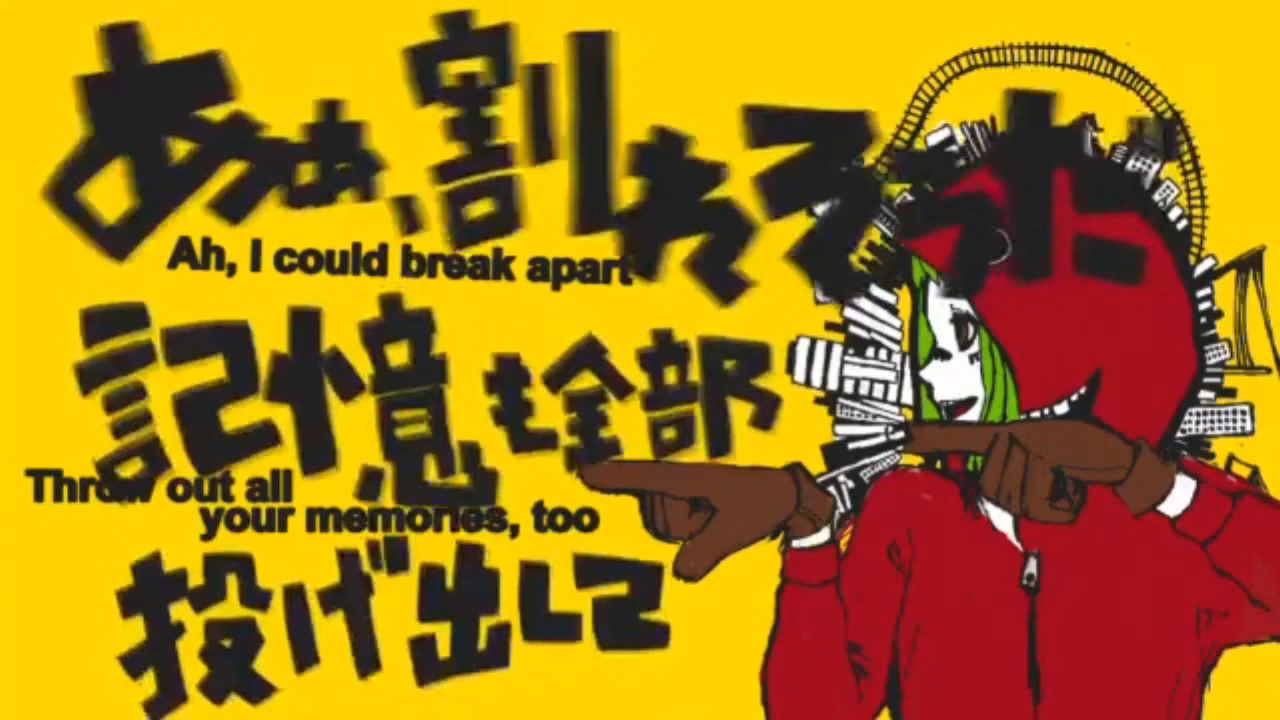 あぁ、割れそうだ
Ah, I could break apart
記憶も全部
Throw out all
your memories, too
投げ出して